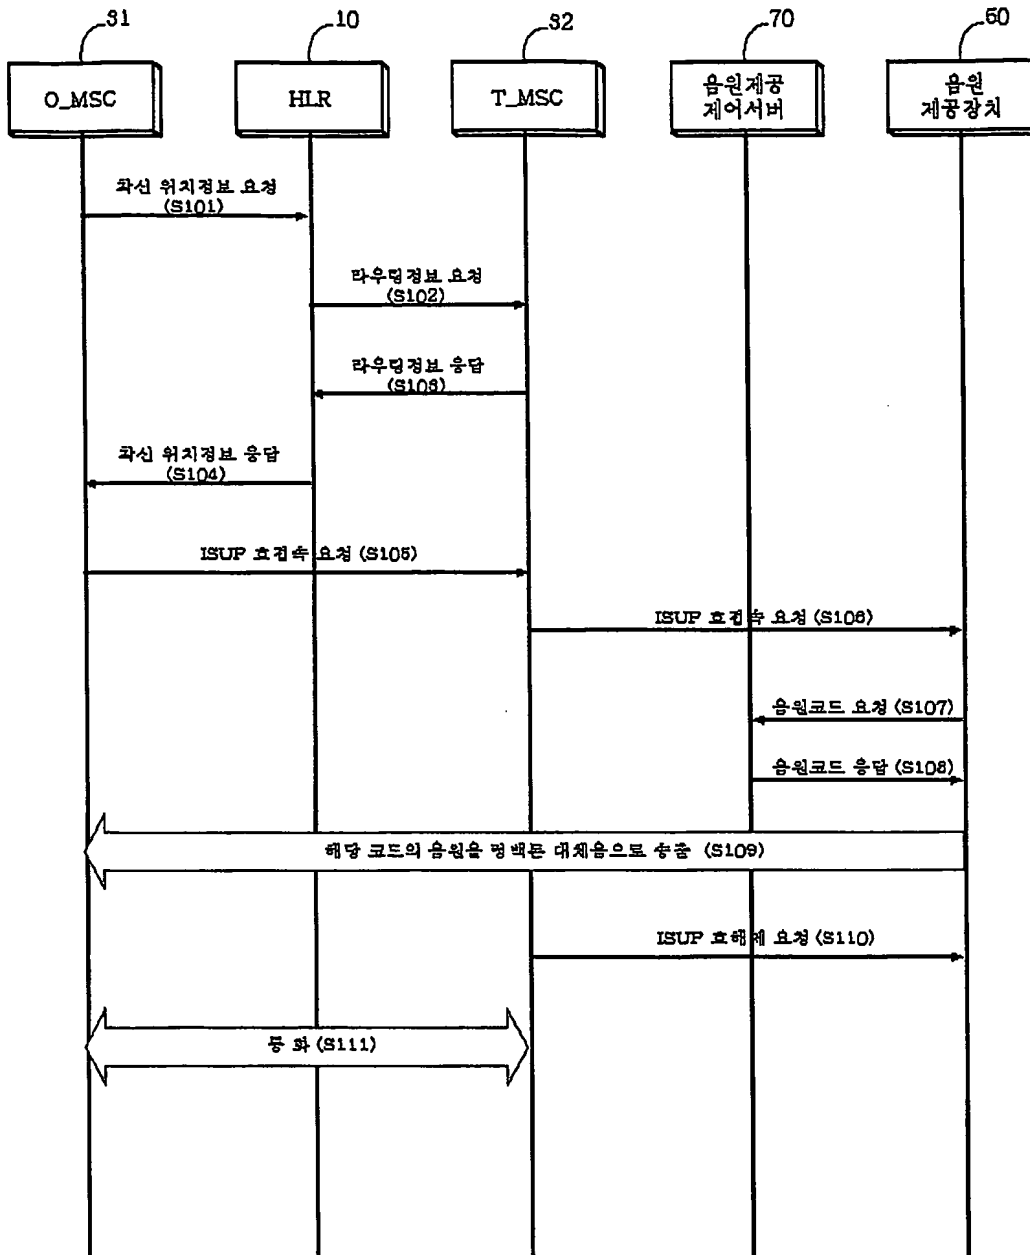 31
10
32
70
50
O_MSC
HLR
T_MSC
음원제공
제어서버
음원
제공장치
착신 위치정보 요청
(S101)
라우팅정보 요청
(S102)
라우팅정보 응답
(S103)
착신 위치정보 응답
(S104)
ISUP 호접속 요청 (S105)
ISUP 호접속 요청 (S106)
음원코드 요청 (S107)
음원코드 응답 (S108)
해당 코드의 음원을 링백톤 대체음으로 송출 (S109)
ISUP 호해제 요청 (S110)
통 화 (S111)